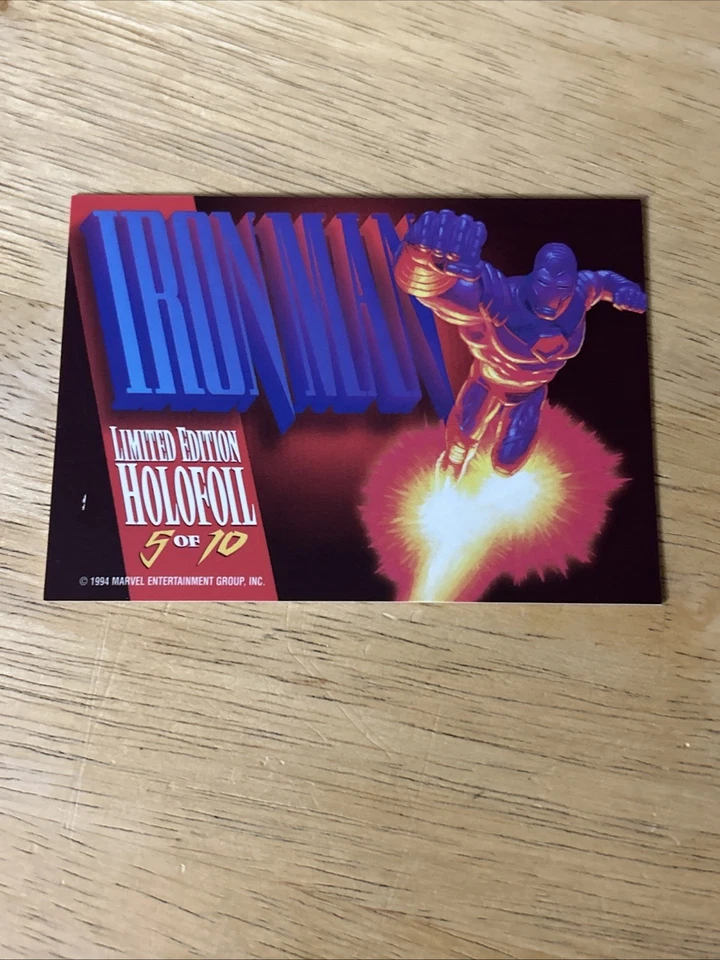 IRON MAN
LIMITED EDITION
HOLOFOIL
5 OF 10
© 1994 MARVEL ENTERTAINMENT GROUP, INC.